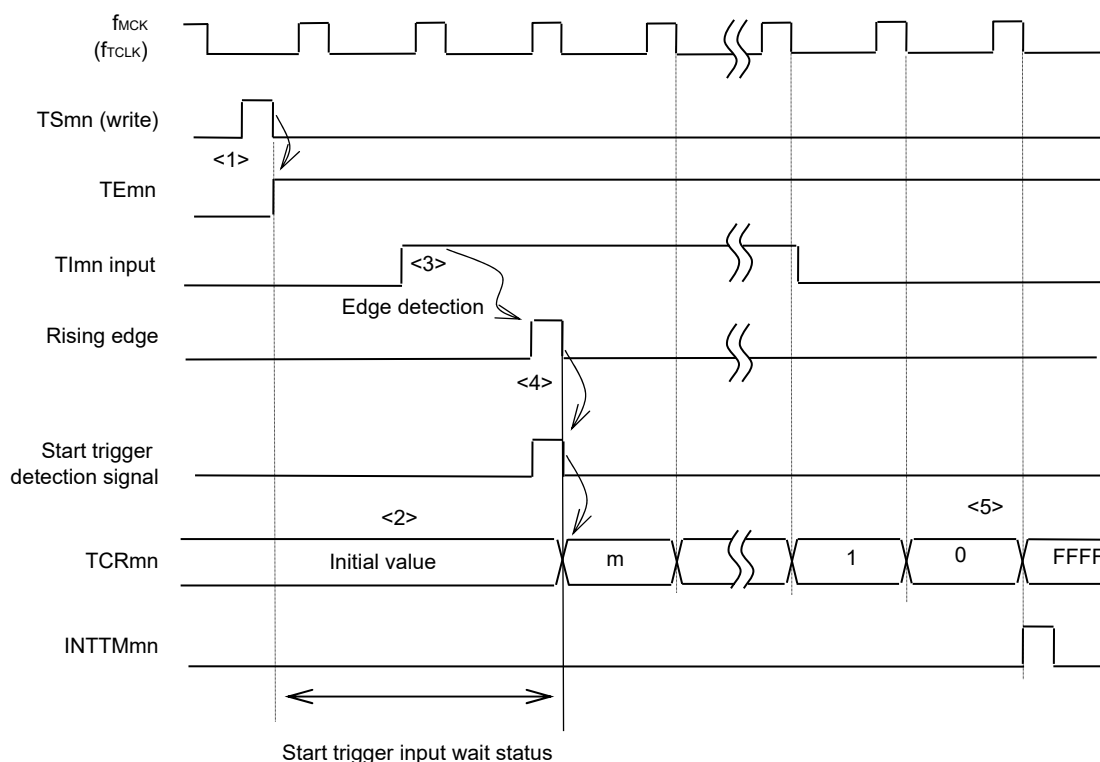 fMCK
(fTCLK)
TSmn (write)
<1>
TEmn
TImn input
<3>
Edge detection
Rising edge
<4>
Start trigger
detection signal
<2>
<5>
TCRmn
Initial value
m
1
0
FFFF
INTTMmn
Start trigger input wait status